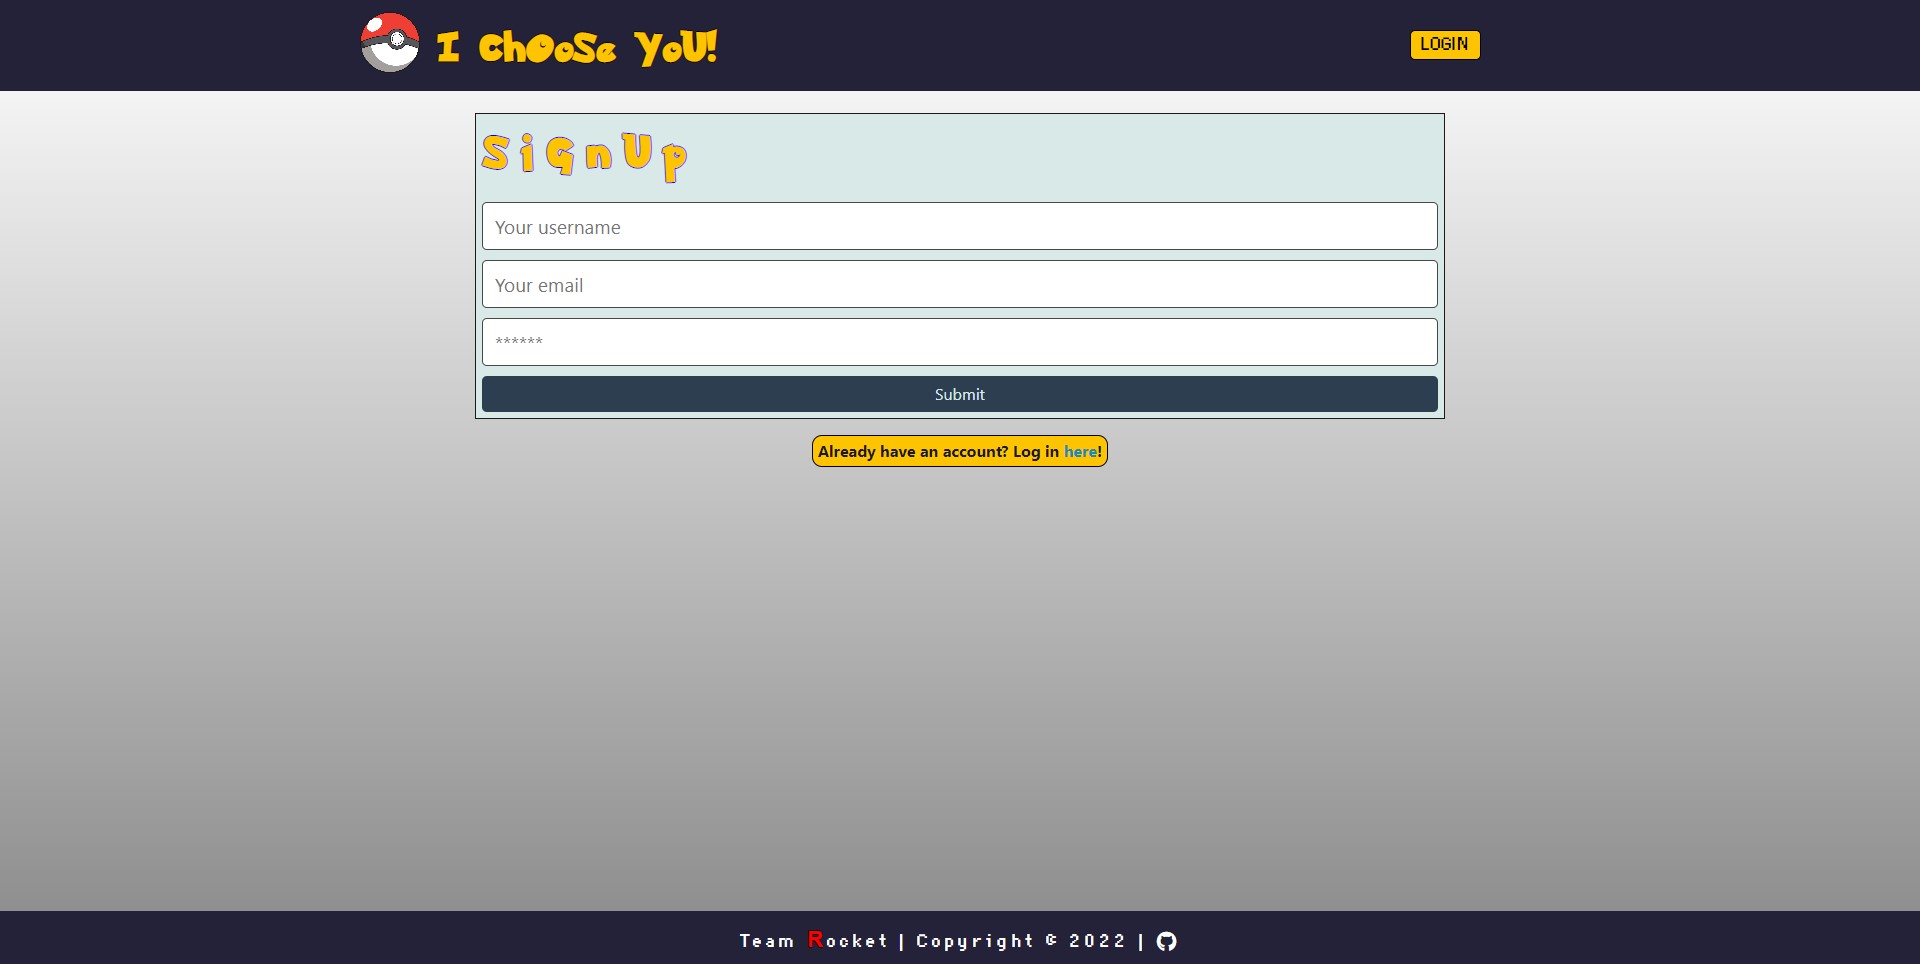 I ChOoSe YoU!
LOGIN
SiGnUp
Your username
Your email
******
Submit
Already have an account? Log in here!
Team Rocket | Copyright © 2022 |